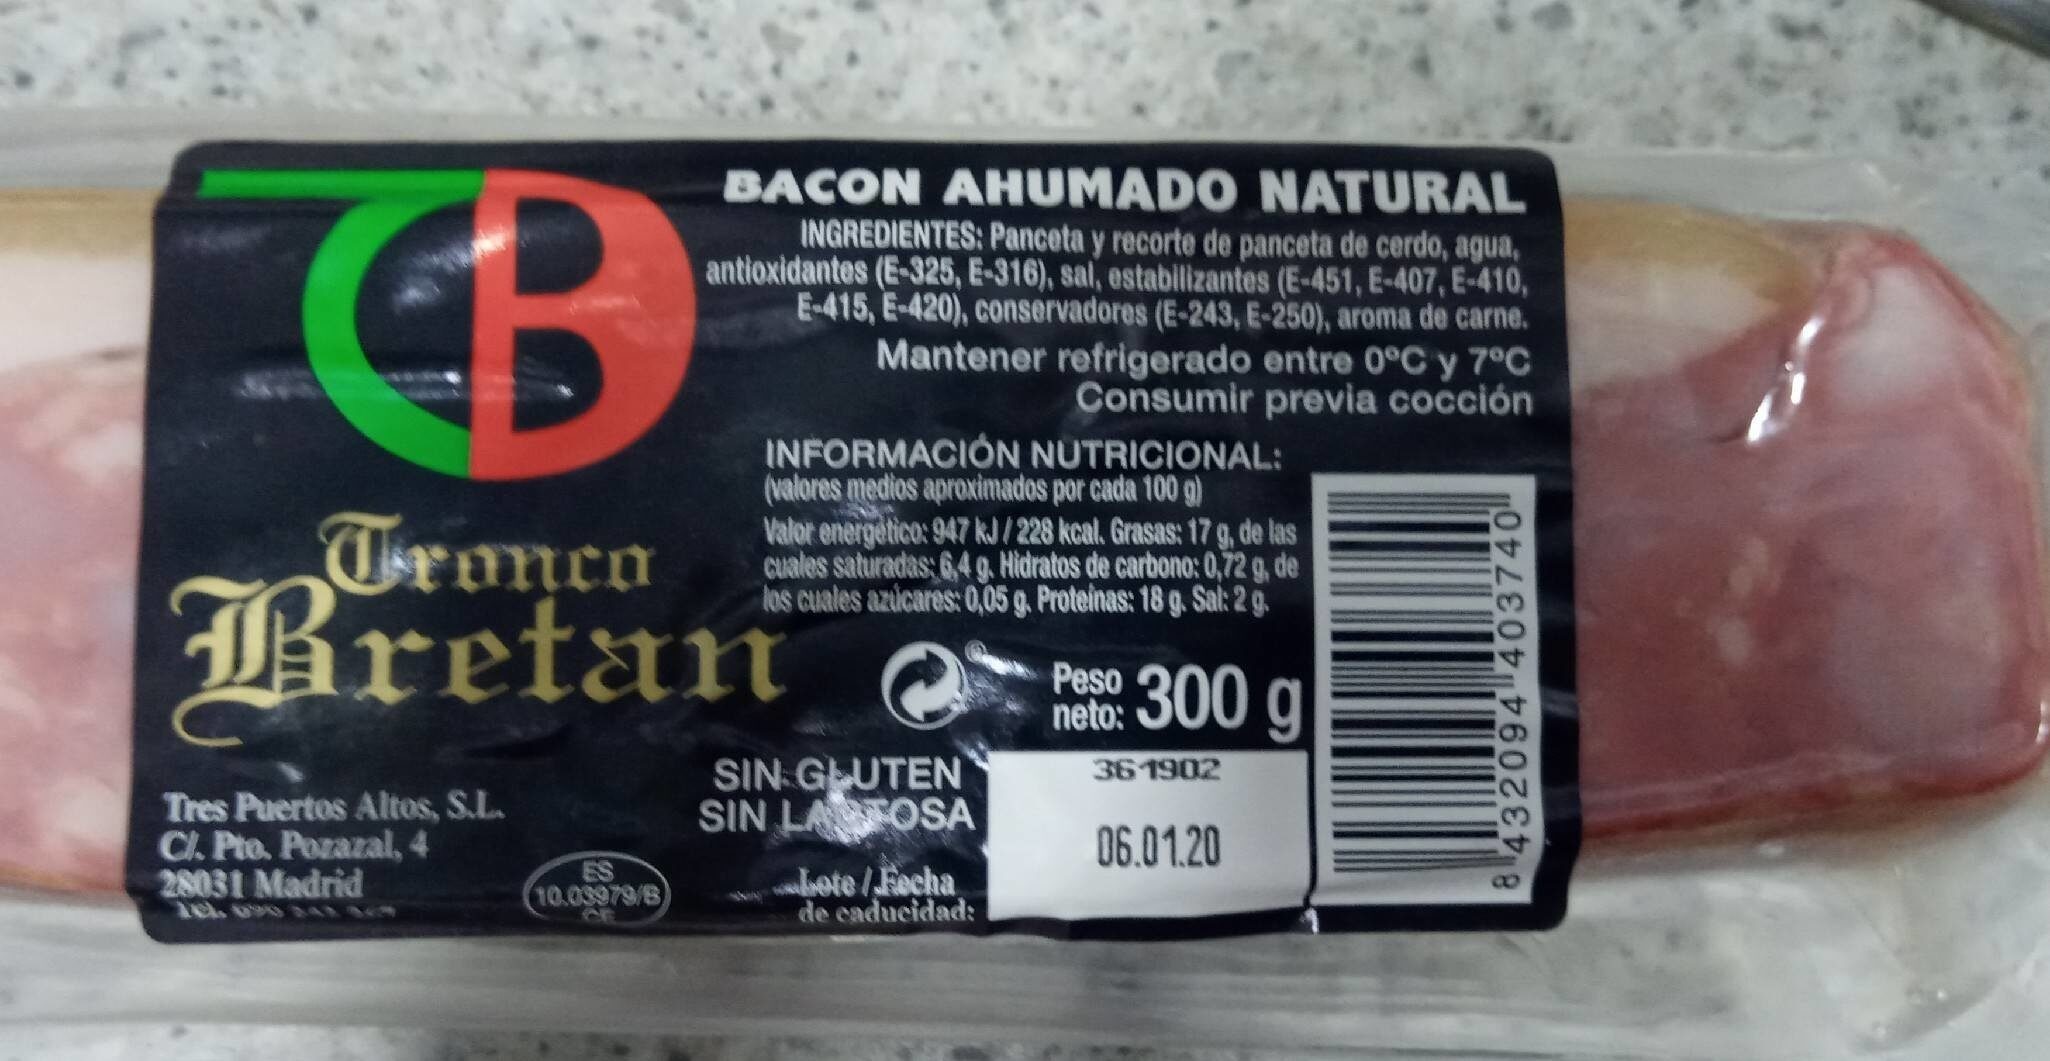 TB
Tronco
Bretan
Tres Puertos Altos, S.L.
C/. Pto. Pozazal, 4
28031 Madrid
Tel.
ES
10.03979/B
CE
BACON AHUMADO NATURAL
INGREDIENTES: Panceta y recorte de panceta de cerdo, agua,
antioxidantes (E-325, E-316), sal, estabilizantes (E-451, E-407, E-410,
E-415, E-420), conservadores (E-243, E-250), aroma de carne.
Mantener refrigerado entre 0ºC y 7ºC
Consumir previa cocción
INFORMACIÓN NUTRICIONAL:
(valores medios aproximados por cada 100 g)
Valor energético: 947 kJ / 228 kcal. Grasas: 17 g, de las
cuales saturadas: 6,4 g. Hidratos de carbono: 0,72 g, de
los cuales azúcares: 0,05 g. Proteínas: 18 g. Sal: 2 g.
Peso
neto: 300 g
SIN GLUTEN
SIN LACTOSA
Lote / Fecha
de caducidad:
361902
06.01.20
8 432094 403740